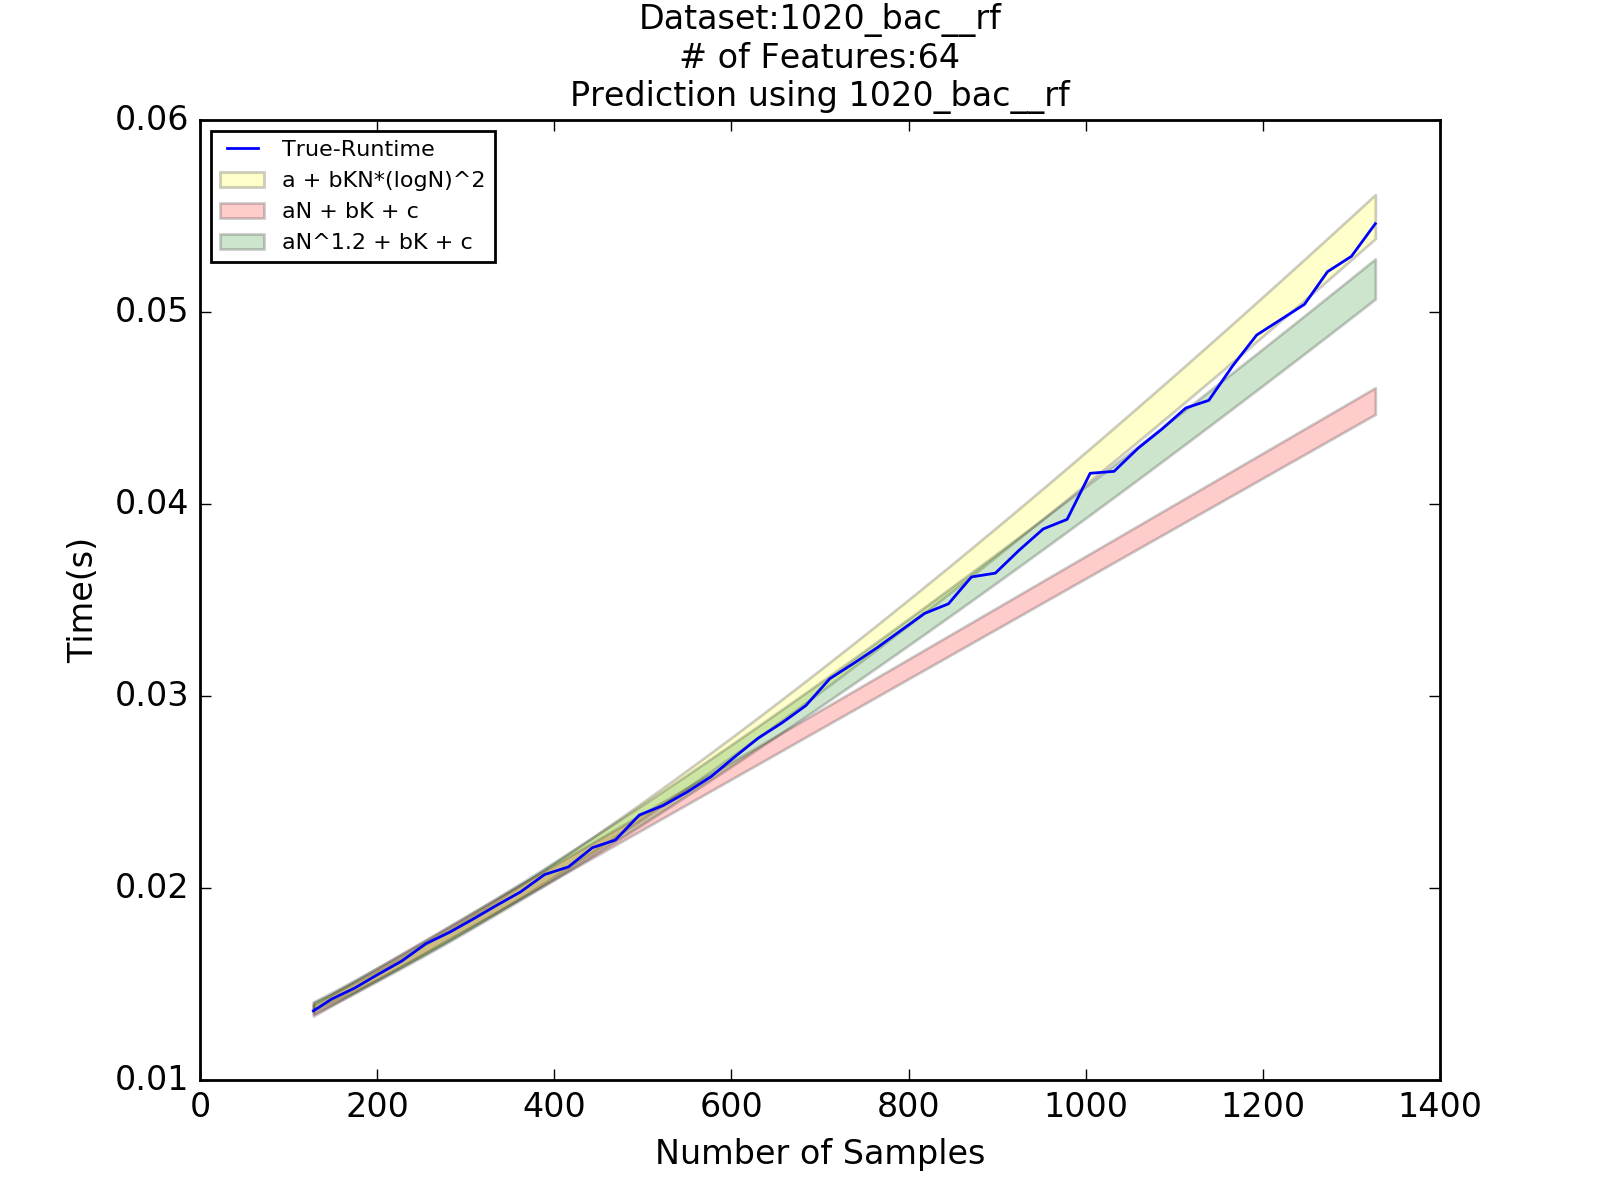 Dataset:1020_bac__rf
# of Features:64
Prediction using 1020_bac__rf
0.06
0.05
0.04
0.03
0.02
0.01
Time(s)
True-Runtime
a + bKN*(logN)^2
aN + bK + c
aN^1.2 + bK + c
0 200 400 600 800 1000 1200 1400
Number of Samples